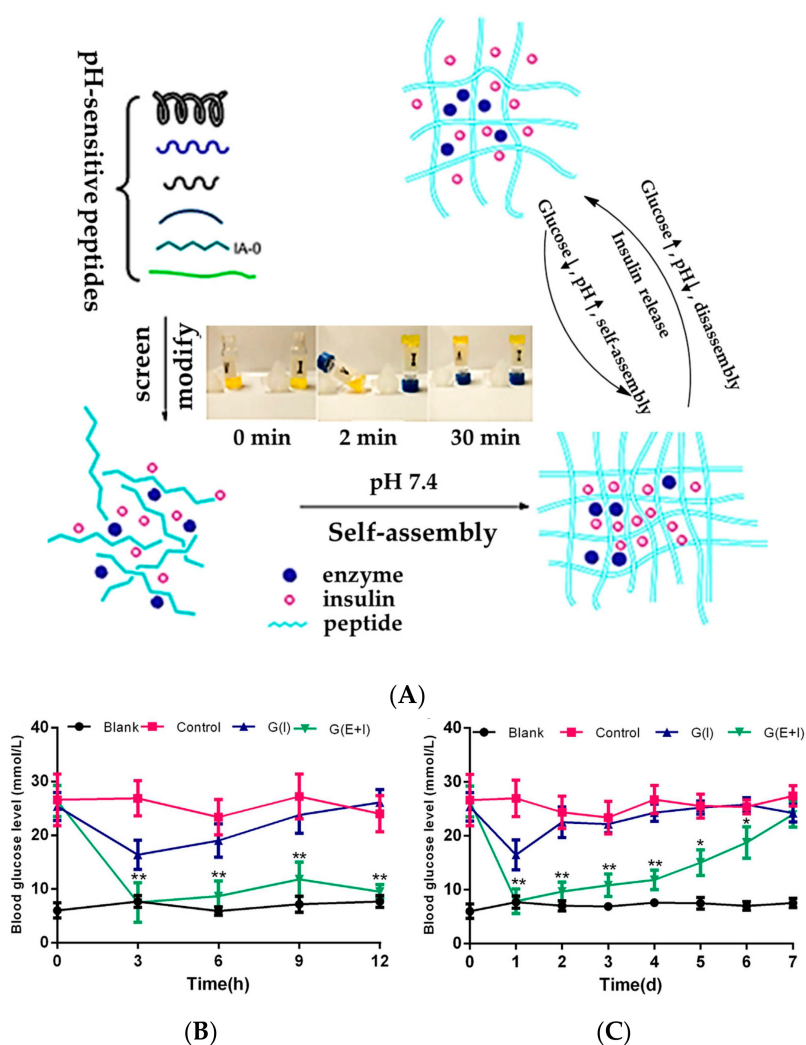 pH-sensitive peptides
IA-0
screen
modify
0 min
2 min
30 min
I
Glucose↓, pH↑, self-assembly
Insulin release
Glucose ↑, pH↓, disassembly
pH 7.4
Self-assembly
enzyme
insulin
peptide
(A)
Blank Control G(I) G(E+I)
Blood glucose level (mmol/L)
40
30
20
10
0
** ** ** **
0 3 6 9 12
Time(h)
(B)
Blank Control G(I) G(E+I)
Blood glucose level (mmol/L)
40
30
20
10
0
** ** ** ** * *
0 1 2 3 4 5 6 7
Time(d)
(C)